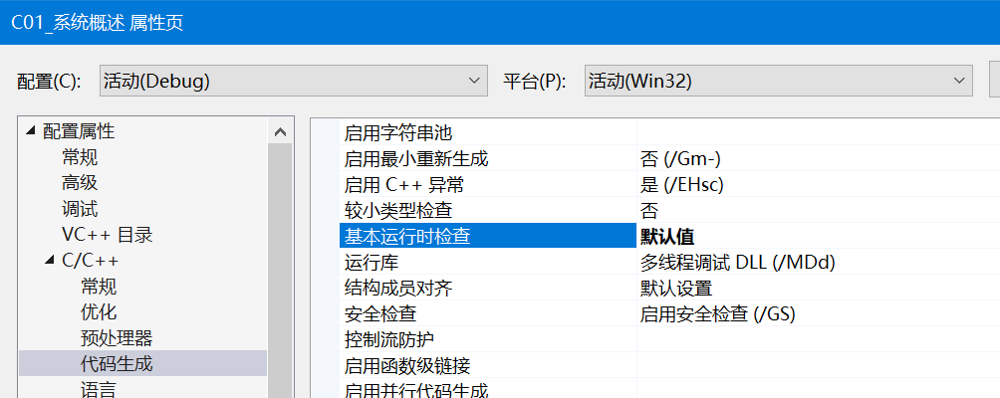 C01_系统概述 属性页
配置(C): 活动(Debug) 平台(P): 活动(Win32)
配置属性
常规
高级
调试
VC++ 目录
C/C++
常规
优化
预处理器
代码生成
语言
启用字符串池
启用最小重新生成 否 (/Gm-)
启用 C++ 异常 是 (/EHsc)
较小类型检查 否
基本运行时检查 默认值
运行库 多线程调试 DLL (/MDd)
结构成员对齐 默认设置
安全检查 启用安全检查 (/GS)
控制流防护
启用函数级链接
启用并行代码生成